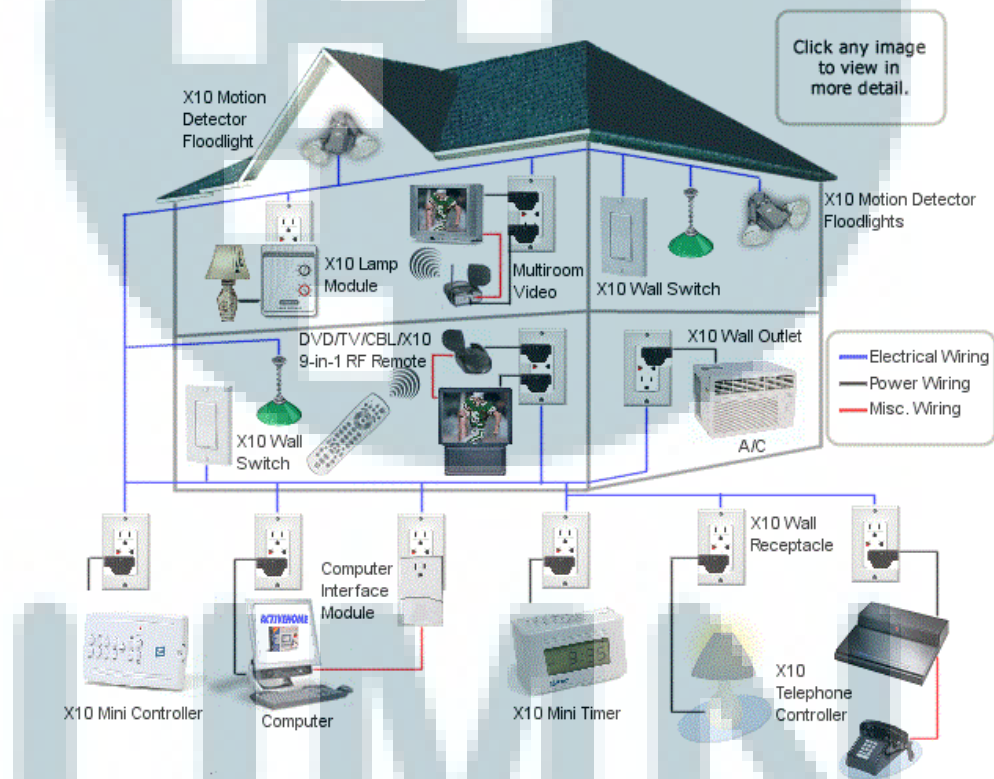 Click any image
to view in
more detail.
X10 Motion
Detector
Floodlight
X10 Motion Detector
Floodlights
X10 Lamp
Module
Multiroom
Video
X10 Wall Switch
DVD/TV/CBL/X10
9-in-1 RF Remote
X10 Wall Outlet
Electrical Wiring
Power Wiring
Misc. Wiring
X10 Wall
Switch
A/C
X10 Wall
Receptacle
Computer
Interface
Module
ACTIVEHOME
3:35
X10
Telephone
Controller
X10 Mini Controller
Computer
X10 Mini Timer